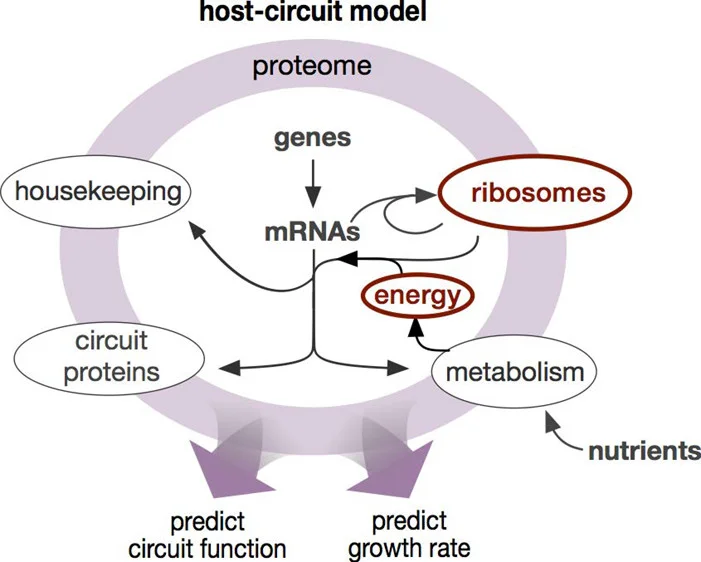 host-circuit model
proteome
genes
housekeeping
ribosomes
mRNAs
energy
circuit
proteins
metabolism
nutrients
predict
circuit function
predict
growth rate